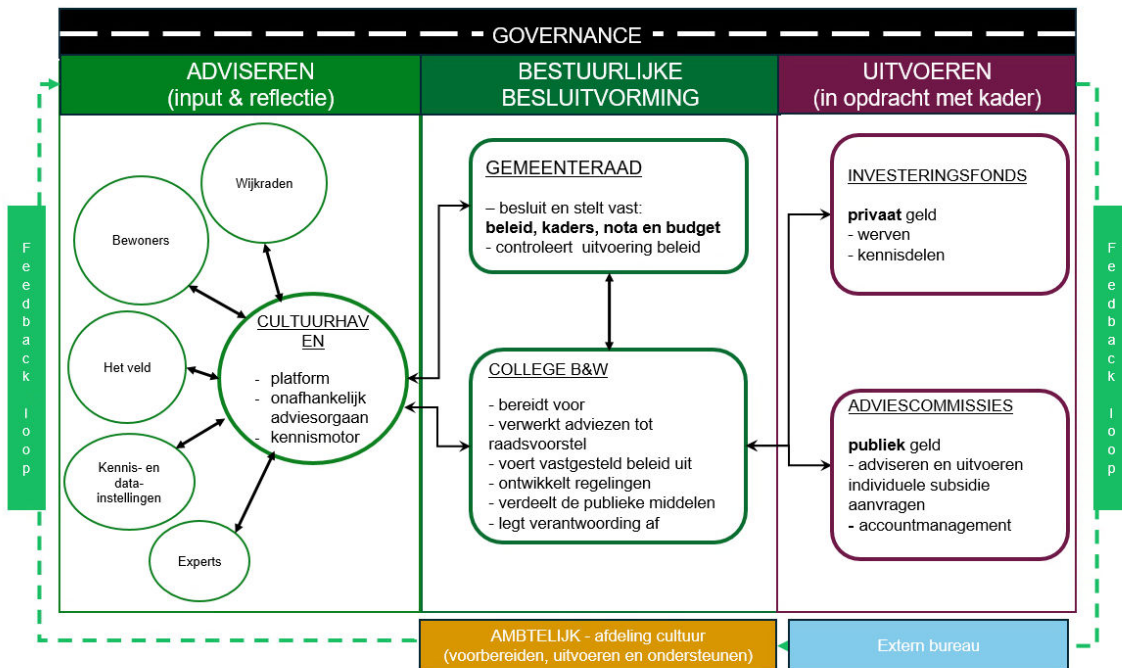 GOVERNANCE
ADVISEREN
(input & reflectie)
BESTUURLIJKE
BESLUITVORMING
UITVOEREN
(in opdracht met kader)
Feedback loop
Wijkraden
Bewoners
Het veld
Kennis- en
data-
instellingen
Experts
CULTUURHAV
EN
- platform
- onafhankelijk
adviesorgaan
- kennismotor
GEMEENTERAAD
– besluit en stelt vast:
beleid, kaders, nota en budget
- controleert uitvoering beleid
COLLEGE B&W
- bereidt voor
- verwerkt adviezen tot
raadsvoorstel
- voert vastgesteld beleid uit
- ontwikkelt regelingen
- verdeelt de publieke middelen
- legt verantwoording af
INVESTERINGSFONDS
privaat geld
- werven
- kennisdelen
ADVIESCOMMISSIES
publiek geld
- adviseren en uitvoeren
individuele subsidie
aanvragen
- accountmanagement
Feedback loop
AMBTELIJK - afdeling cultuur
(voorbereiden, uitvoeren en ondersteunen)
Extern bureau